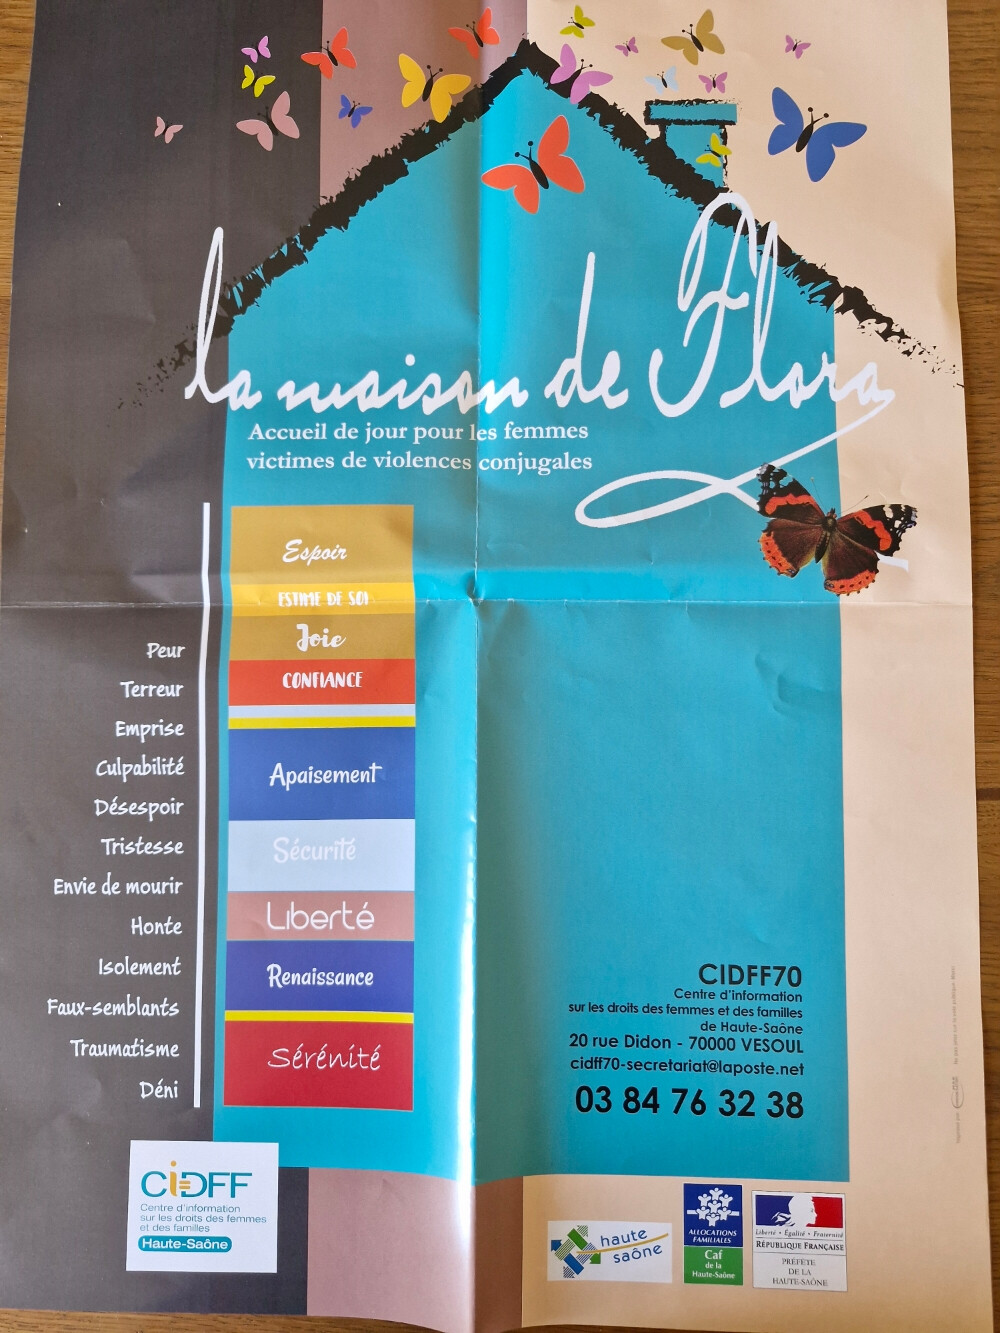 la maison de Flora
Accueil de jour pour les femmes
victimes de violences conjugales
Espoir
ESTIME DE SOI
Joie
CONFIANCE
Apaisement
Sécurité
Liberté
Renaissance
Sérénité
Peur
Terreur
Emprise
Culpabilité
Désespoir
Tristesse
Envie de mourir
Honte
Isolement
Faux-semblants
Traumatisme
Déni
CIDFF70
Centre d'information
sur les droits des femmes et des familles
de Haute-Saône
20 rue Didon - 70000 VESOUL
cidff70-secretariat@laposte.net
03 84 76 32 38
CIDFF
Centre d'information
sur les droits des femmes
et des familles
Haute-Saône
haute
saône
ALLOCATIONS
FAMILIALES
Caf
de la
Haute-Saône
Liberté • Égalité • Fraternité
RÉPUBLIQUE FRANÇAISE
PRÉFÈTE
DE LA
HAUTE-SAÔNE